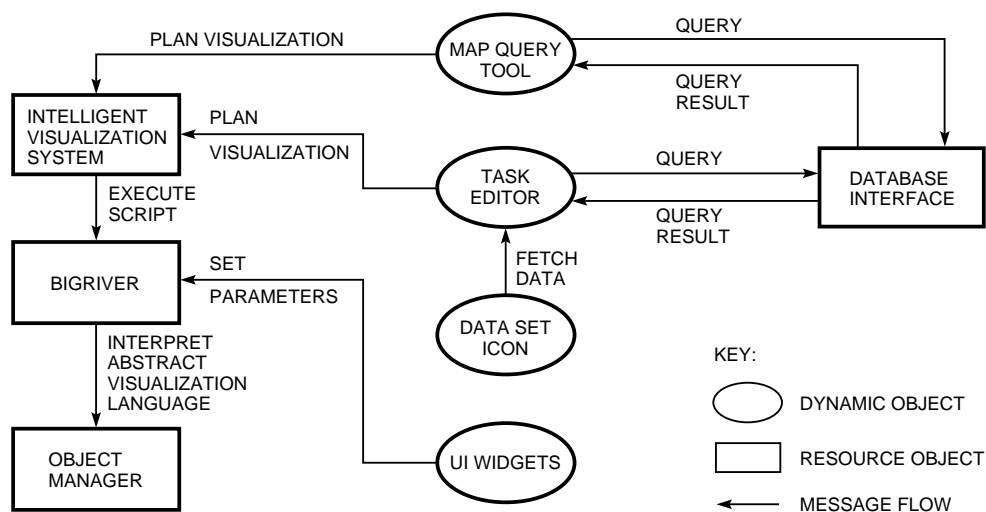 PLAN VISUALIZATION
MAP QUERY
TOOL
QUERY
QUERY
RESULT
INTELLIGENT
VISUALIZATION
SYSTEM
PLAN
VISUALIZATION
TASK
EDITOR
QUERY
QUERY
RESULT
DATABASE
INTERFACE
EXECUTE
SCRIPT
BIGRIVER
SET
PARAMETERS
FETCH
DATA
DATA SET
ICON
INTERPRET
ABSTRACT
VISUALIZATION
LANGUAGE
OBJECT
MANAGER
UI WIDGETS
KEY:
DYNAMIC OBJECT
RESOURCE OBJECT
MESSAGE FLOW